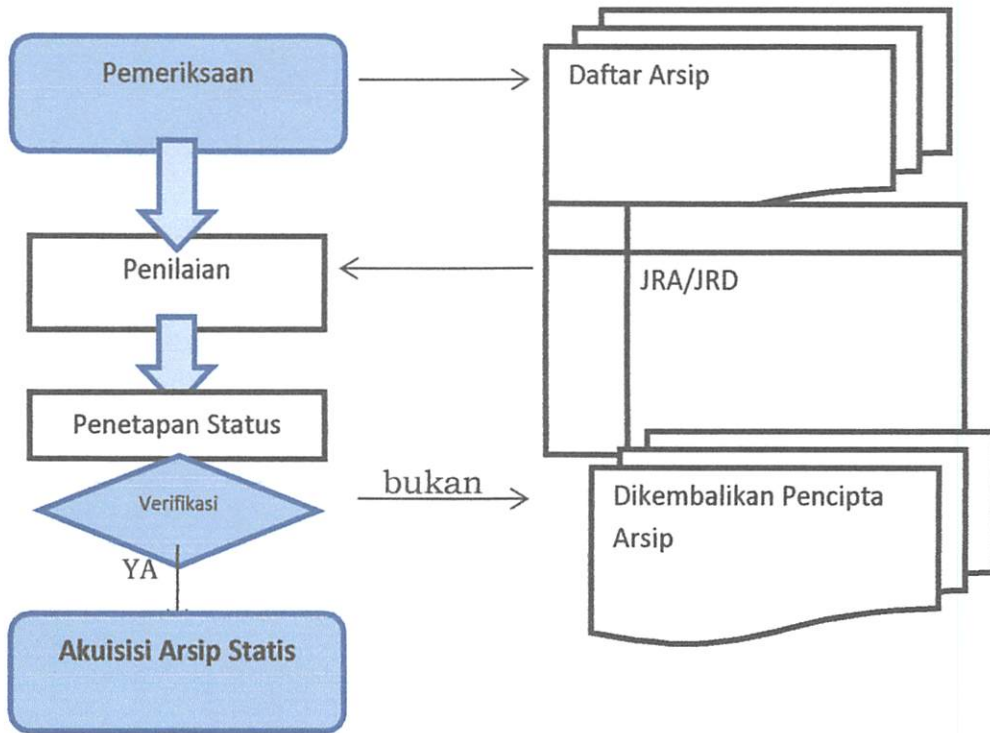 Pemeriksaan
Daftar Arsip
Penilaian
JRA/JRD
Penetapan Status
Verifikasi
bukan
Dikembalikan Pencipta
Arsip
YA
Akuisisi Arsip Statis